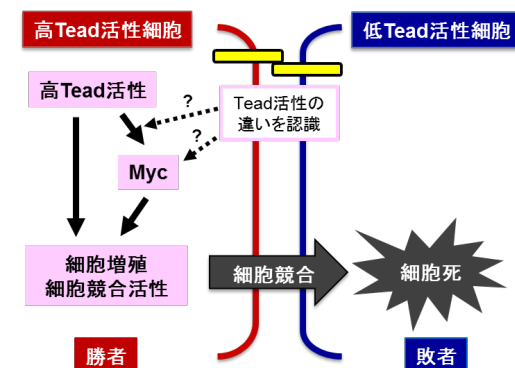 高Tead活性細胞
低Tead活性細胞
高Tead活性
?
Tead活性の
違いを認識
?
Myc
細胞増殖
細胞競合活性
細胞競合
細胞死
勝者
敗者